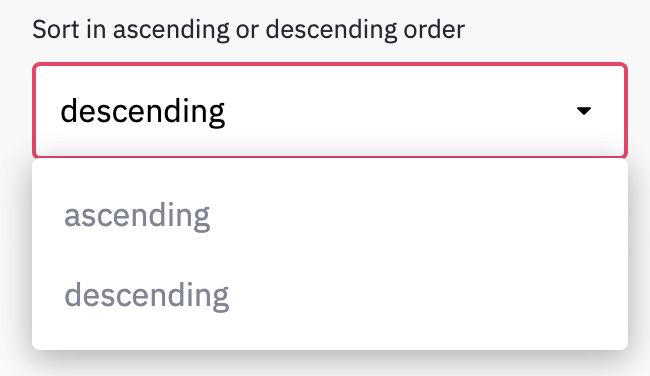 Sort in ascending or descending order
descending
ascending
descending